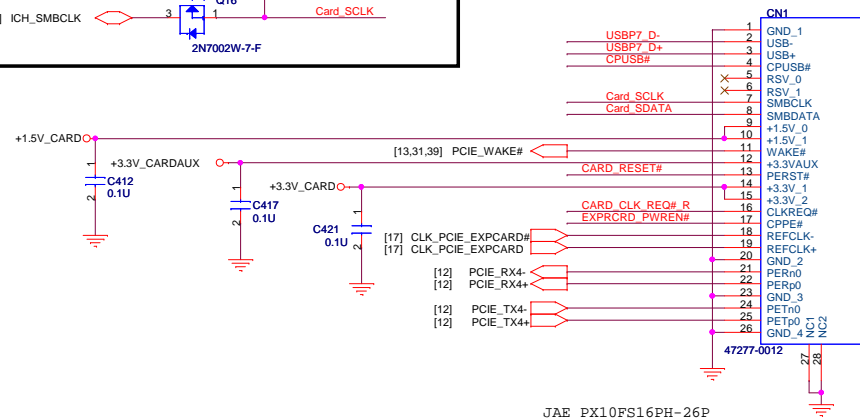 Q16
ICH_SMBCLK 3 1 Card_SCLK
2N7002W-7-F
CN1
1 GND_1
USBP7_D- 2 USB-
USBP7_D+ 3 USB+
CPUSB# 4 CPUSB#
5 RSV_0
6 RSV_1
Card_SCLK 7 SMBCLK
Card_SDATA 8 SMBDATA
9 +1.5V_0
+1.5V_CARD 10 +1.5V_1
[13,31,39] PCIE_WAKE# 11 WAKE#
+3.3V_CARDAUX 12 +3.3VAUX
CARD_RESET# 13 PERST#
+3.3V_CARD 14 +3.3V_1
15 +3.3V_2
CARD_CLK_REQ#_R 16 CLKREQ#
EXPRCRD_PWREN# 17 CPPE#
[17] CLK_PCIE_EXPCARD# 18 REFCLK-
[17] CLK_PCIE_EXPCARD 19 REFCLK+
20 GND_2
[12] PCIE_RX4- 21 PERn0
[12] PCIE_RX4+ 22 PERp0
23 GND_3
[12] PCIE_TX4- 24 PETn0
[12] PCIE_TX4+ 25 PETp0
26 GND_4
NC1
NC2
27
28
47277-0012
1
C412
0.1U
2
1
C417
0.1U
2
1
C421
0.1U
2
JAE PX10FS16PH-26P